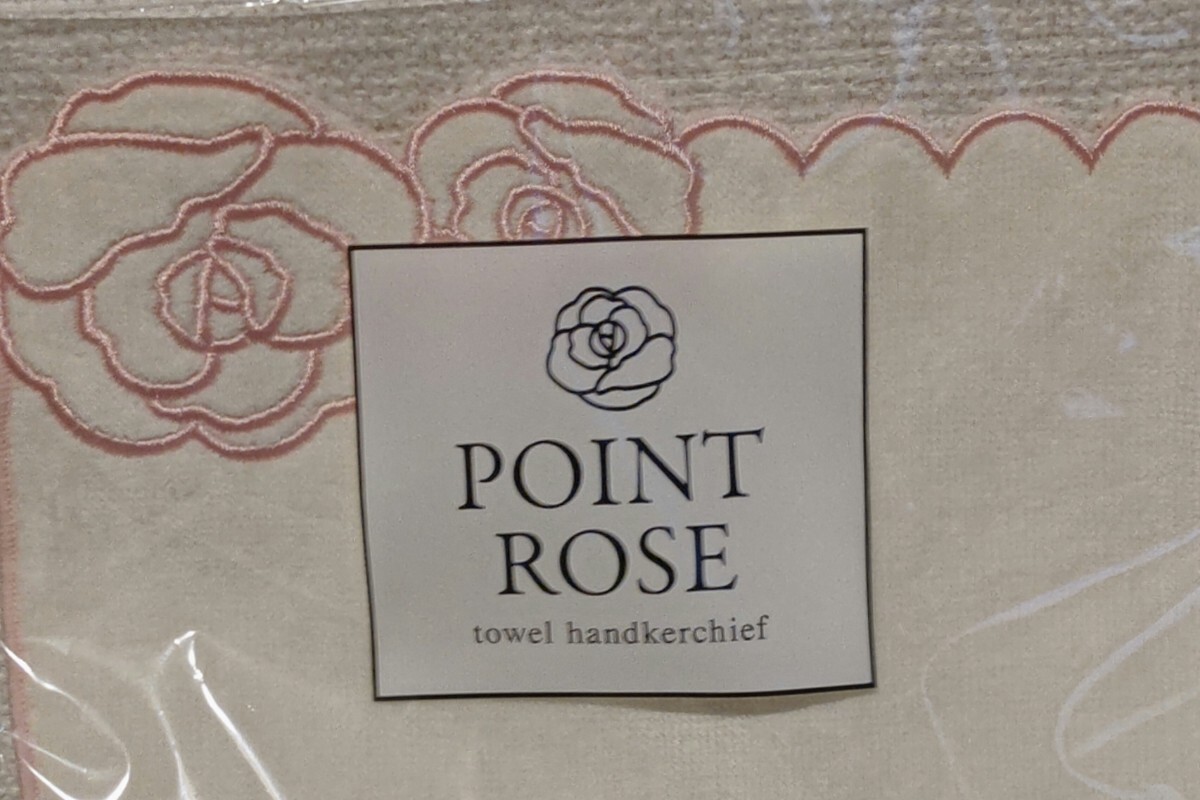 POINT
ROSE
towel handkerchief